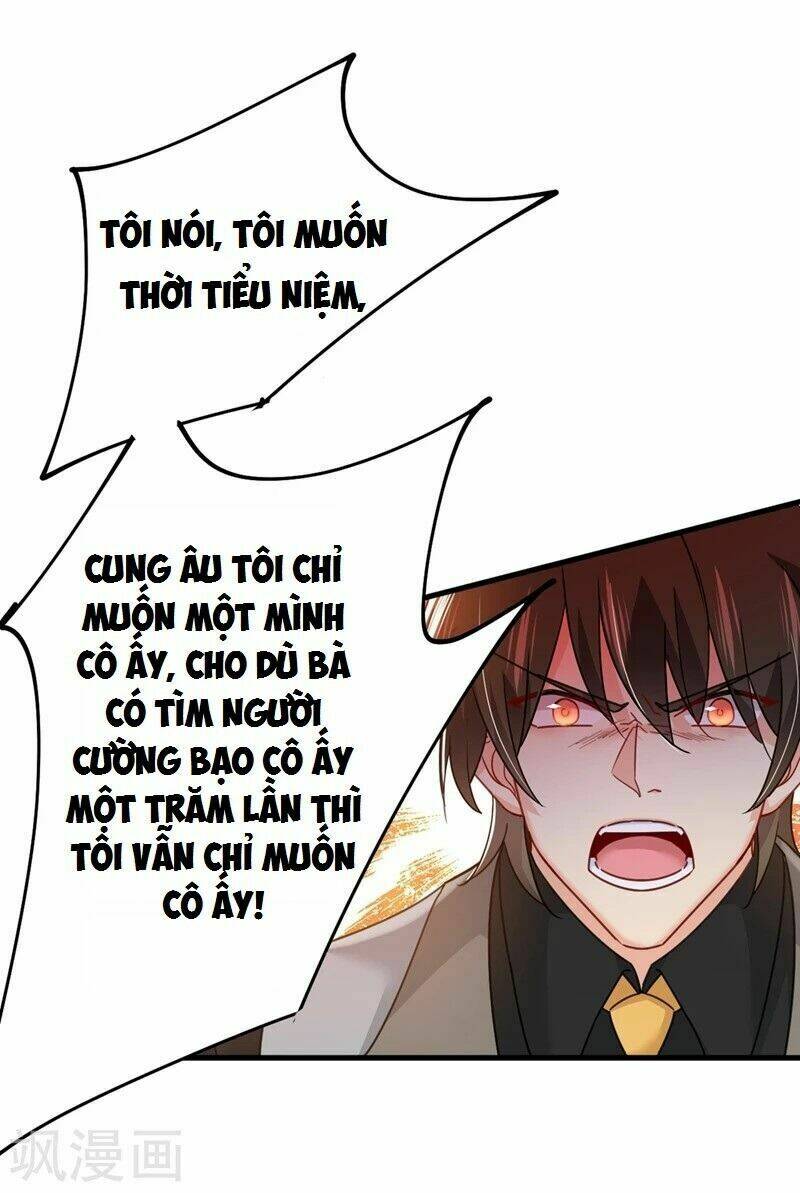 TÔI NÓI, TÔI MUỐN
THỜI TIỂU NIỆM,
CUNG ÂU TÔI CHỈ
MUỐN MỘT MÌNH
CÔ ẤY, CHO DÙ BÀ
CÓ TÌM NGƯỜI
CƯỜNG BẠO CÔ ẤY
MỘT TRĂM LẦN THÌ
TÔI VẪN CHỈ MUỐN
CÔ ẤY!
飒漫画